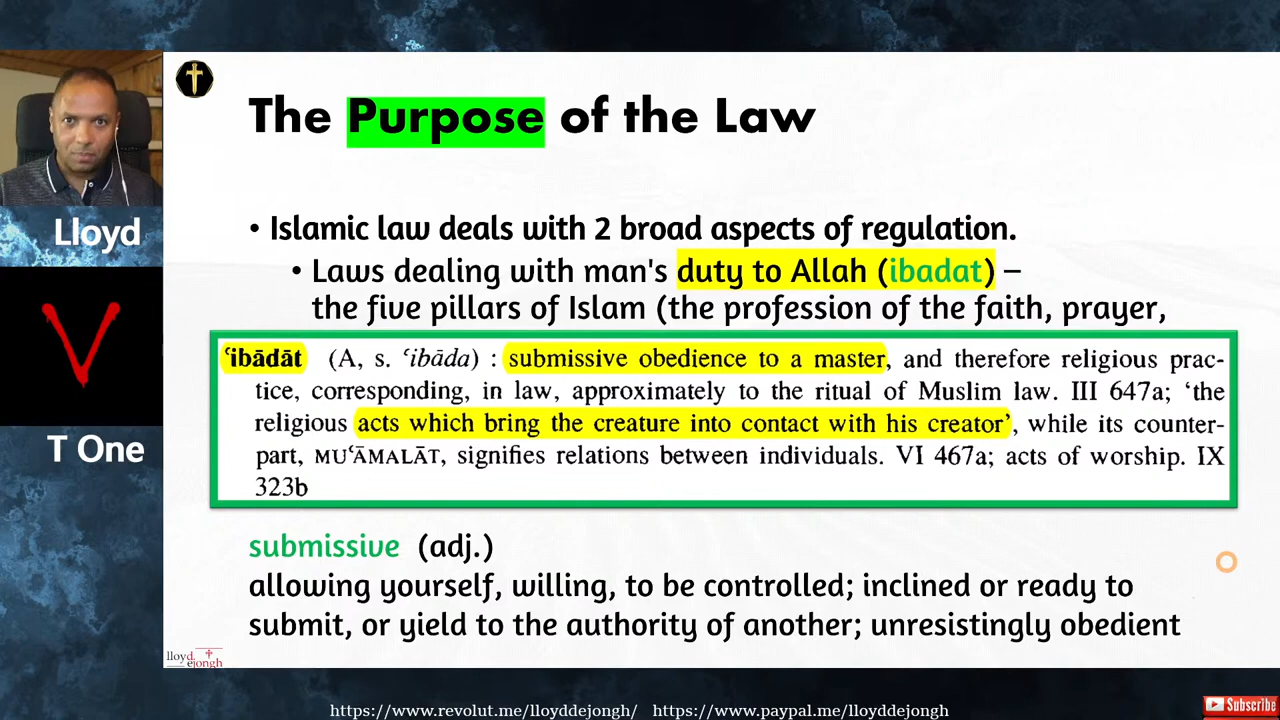 The Purpose of the Law
• Islamic law deals with 2 broad aspects of regulation.
• Laws dealing with man's duty to Allah (ibadat) –
the five pillars of Islam (the profession of the faith, prayer,
ʿibādāt (A, s. ʿibāda) : submissive obedience to a master, and therefore religious prac-
tice, corresponding, in law, approximately to the ritual of Muslim law. III 647a; ‘the
religious acts which bring the creature into contact with his creator’, while its counter-
part, MUʿĀMALĀT, signifies relations between individuals. VI 467a; acts of worship. IX
323b
submissive (adj.)
allowing yourself, willing, to be controlled; inclined or ready to
submit, or yield to the authority of another; unresistingly obedient
Lloyd
V
T One
lloyd
dejongh
https://www.revolut.me/lloyddejongh/ https://www.paypal.me/lloyddejongh
Subscribe